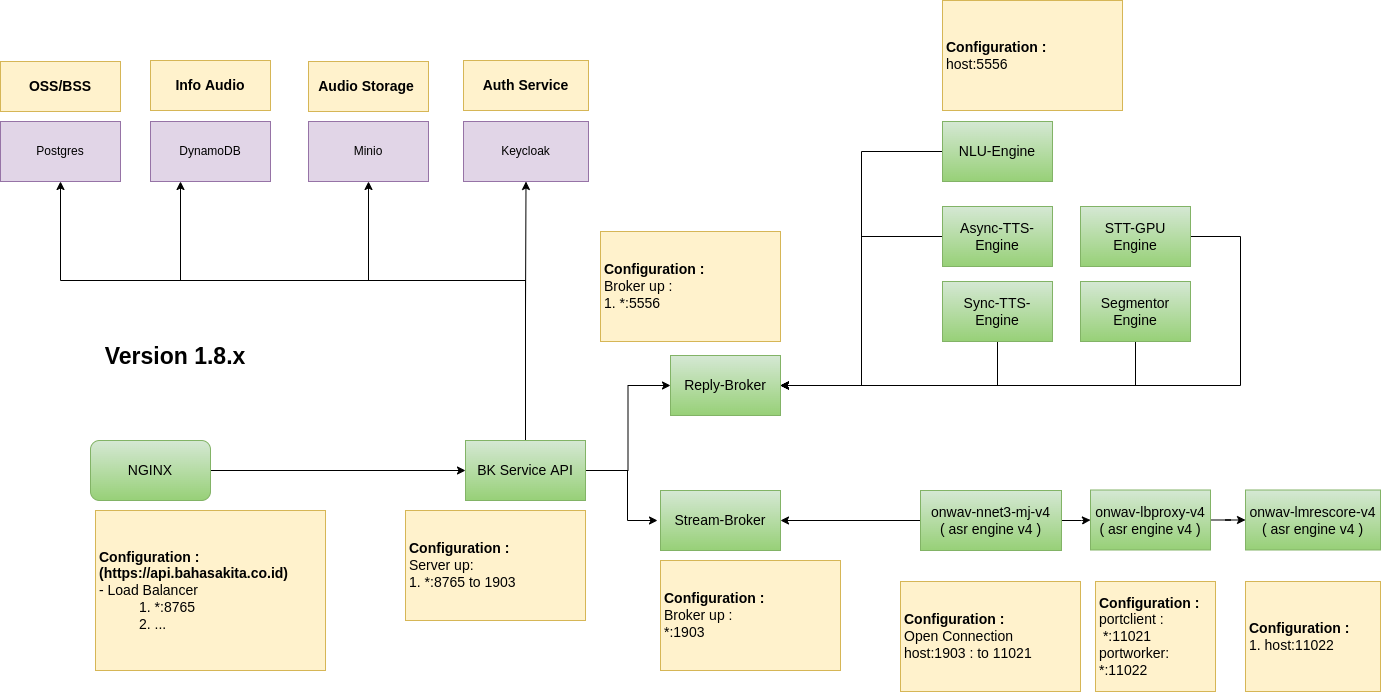 Configuration :
host:5556
OSS/BSS
Info Audio
Audio Storage
Auth Service
Postgres
DynamoDB
Minio
Keycloak
NLU-Engine
Async-TTS-
Engine
STT-GPU
Engine
Configuration :
Broker up :
1. *:5556
Sync-TTS-
Engine
Segmentor
Engine
Version 1.8.x
Reply-Broker
NGINX
BK Service API
Stream-Broker
onwav-nnet3-mj-v4
( asr engine v4 )
onwav-lbproxy-v4
( asr engine v4 )
onwav-lmrescore-v4
( asr engine v4 )
Configuration :
(https://api.bahasakita.co.id)
- Load Balancer
1. *:8765
2. ...
Configuration :
Server up:
1. *:8765 to 1903
Configuration :
Broker up :
*:1903
Configuration :
Open Connection
host:1903 : to 11021
Configuration :
portclient :
*:11021
portworker:
*:11022
Configuration :
1. host:11022